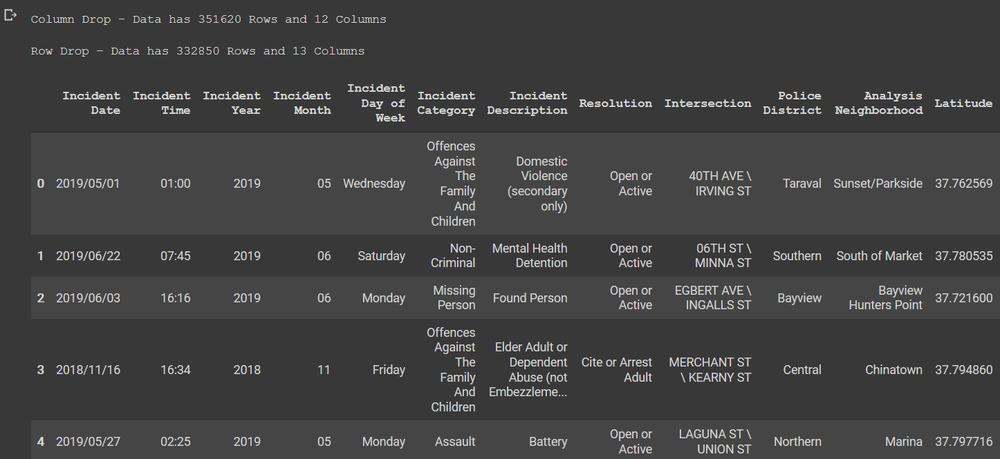 Column Drop - Data has 351620 Rows and 12 Columns
Row Drop - Data has 332850 Rows and 13 Columns
Incident Date Incident Time Incident Year Incident Month Incident Day of Week Incident Category Incident Description Resolution Intersection Police District Analysis Neighborhood Latitude
0 2019/05/01 01:00 2019 05 Wednesday Offences Against The Family And Children Domestic Violence (secondary only) Open or Active 40TH AVE \ IRVING ST Taraval Sunset/Parkside 37.762569
1 2019/06/22 07:45 2019 06 Saturday Non-Criminal Mental Health Detention Open or Active 06TH ST \ MINNA ST Southern South of Market 37.780535
2 2019/06/03 16:16 2019 06 Monday Missing Person Found Person Open or Active EGBERT AVE \ INGALLS ST Bayview Bayview Hunters Point 37.721600
3 2018/11/16 16:34 2018 11 Friday Offences Against The Family And Children Elder Adult or Dependent Abuse (not Embezzleme... Cite or Arrest Adult MERCHANT ST \ KEARNY ST Central Chinatown 37.794860
4 2019/05/27 02:25 2019 05 Monday Assault Battery Open or Active LAGUNA ST \ UNION ST Northern Marina 37.797716